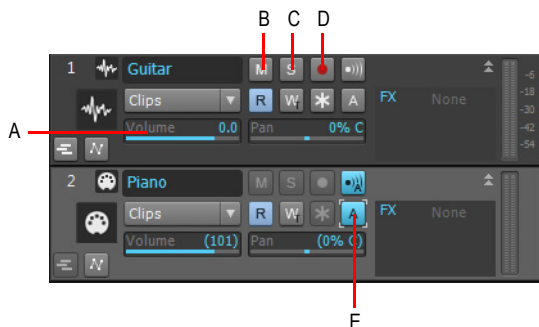 B C D
1 Guitar M S
Clips R W * A FX None
A Volume 0.0 Pan 0% C
-6
-18
-30
-42
-54
2 Piano M S A
Clips R W * A FX None
Volume (101) Pan (0% C)
E